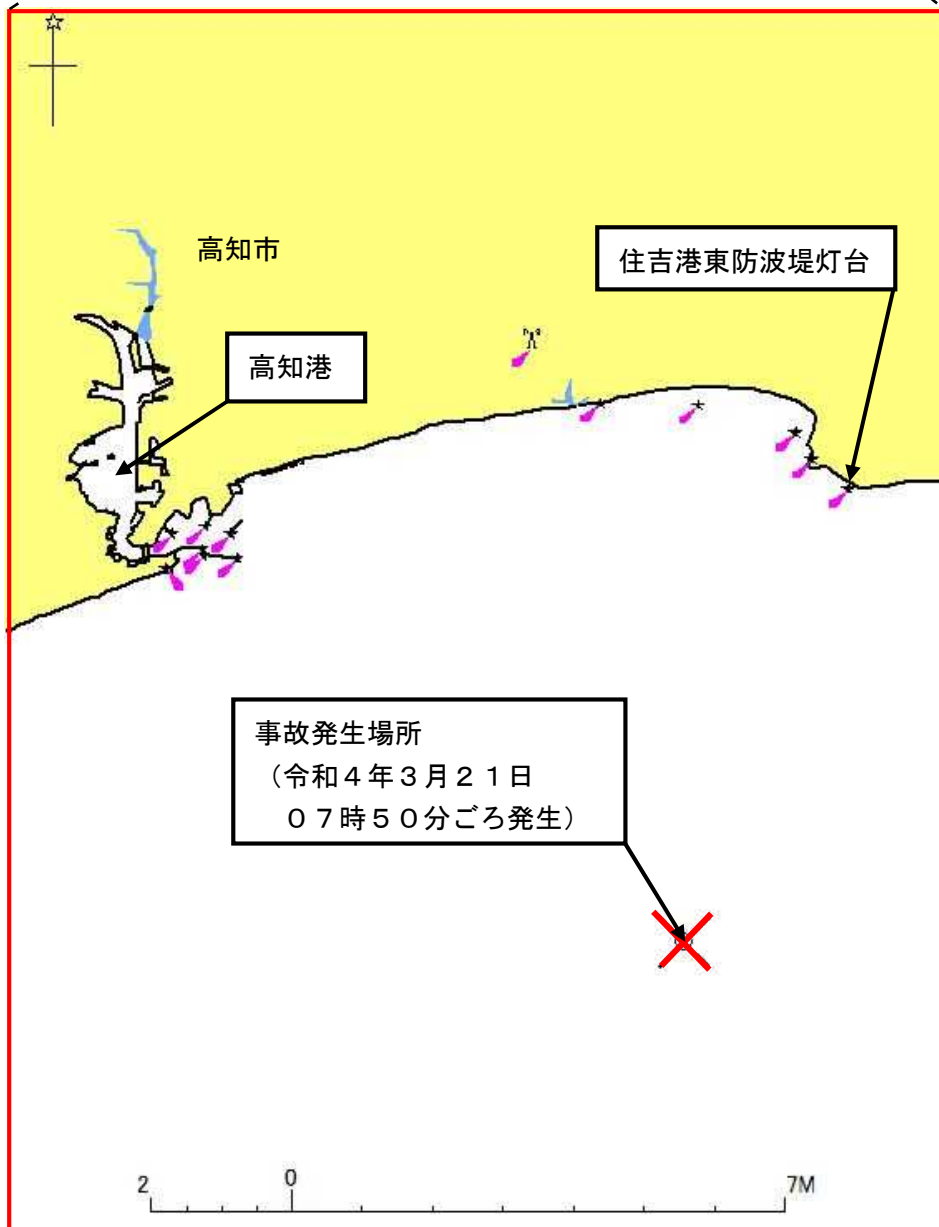 高知市
住吉港東防波堤灯台
高知港
事故発生場所
（令和４年３月２１日
０７時５０分ごろ発生）
2
0
7M